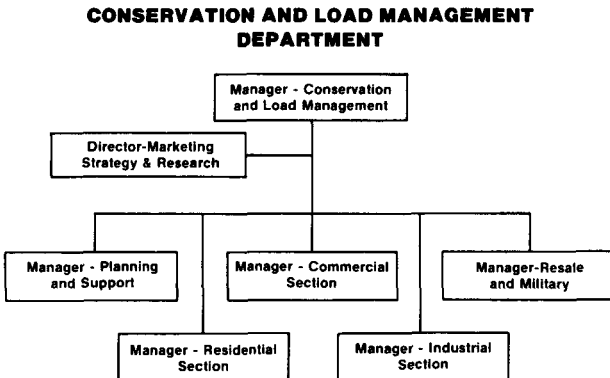 CONSERVATION AND LOAD MANAGEMENT
DEPARTMENT
Manager - Conservation
and Load Management
Director-Marketing
Strategy & Research
Manager - Planning
and Support
Manager - Commercial
Section
Manager-Resale
and Military
Manager - Residential
Section
Manager - Industrial
Section